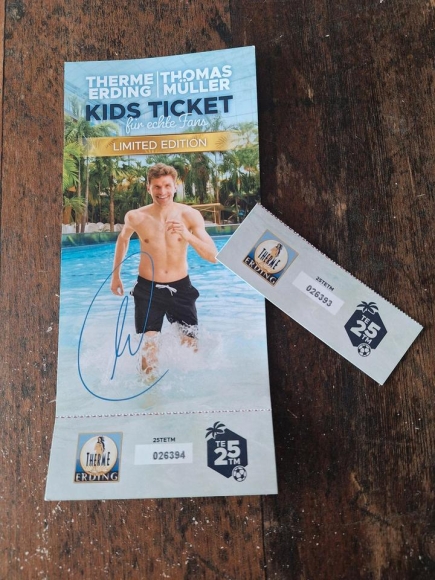 THERME | THOMAS
ERDING | MÜLLER
KIDS TICKET
für echte Fans
LIMITED EDITION
THERME
ERDING
25TETM
026393
TE
25
TM
THERME
ERDING
25TETM
026394
TE
25
TM